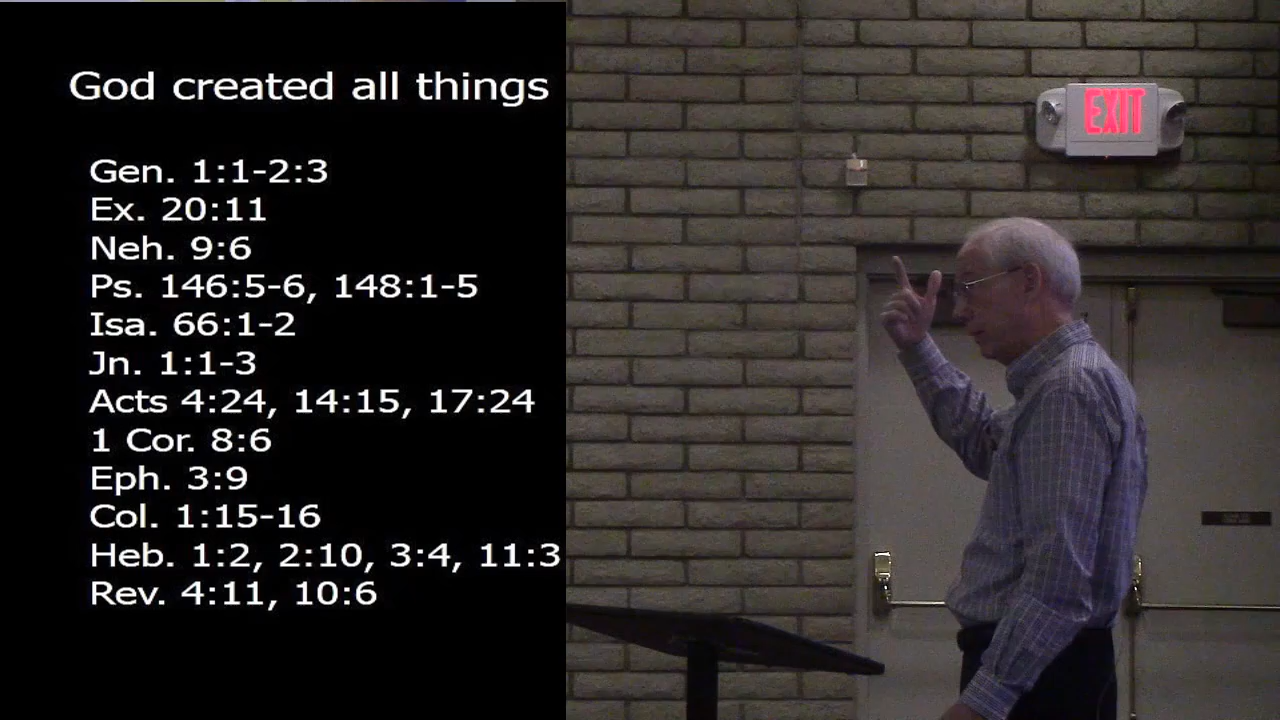 God created all things
Gen. 1:1-2:3
Ex. 20:11
Neh. 9:6
Ps. 146:5-6, 148:1-5
Isa. 66:1-2
Jn. 1:1-3
Acts 4:24, 14:15, 17:24
1 Cor. 8:6
Eph. 3:9
Col. 1:15-16
Heb. 1:2, 2:10, 3:4, 11:3
Rev. 4:11, 10:6
EXIT